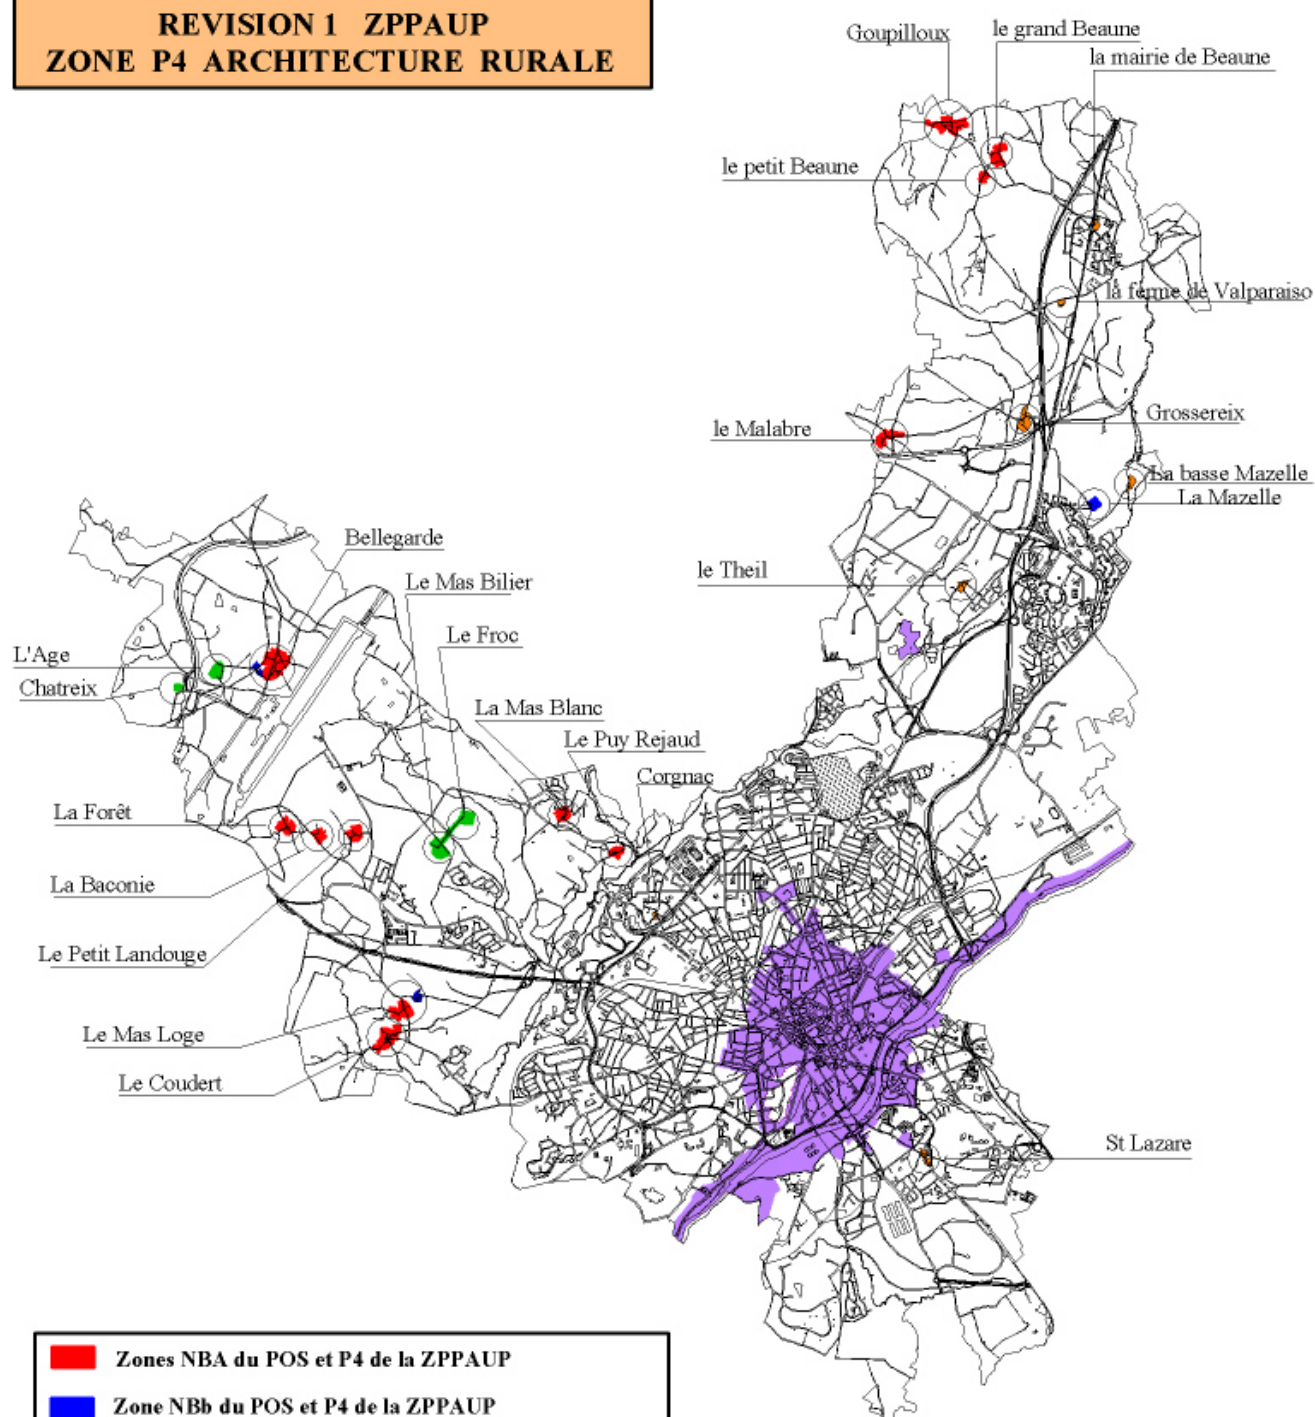 REVISION 1 ZPPAUP
ZONE P4 ARCHITECTURE RURALE
Goupilloux
le grand Beaune
la mairie de Beaune
le petit Beaune
la ferme de Valparaiso
le Malabre
Grossereix
La basse Mazelle
La Mazelle
le Theil
Bellegarde
Le Mas Bilier
Le Froc
L'Age
Chatreix
La Mas Blanc
Le Puy Rejaud
Corgnac
La Forêt
La Baconie
Le Petit Landouge
Le Mas Loge
Le Coudert
St Lazare
Zones NBA du POS et P4 de la ZPPAUP
Zone NBb du POS et P4 de la ZPPAUP